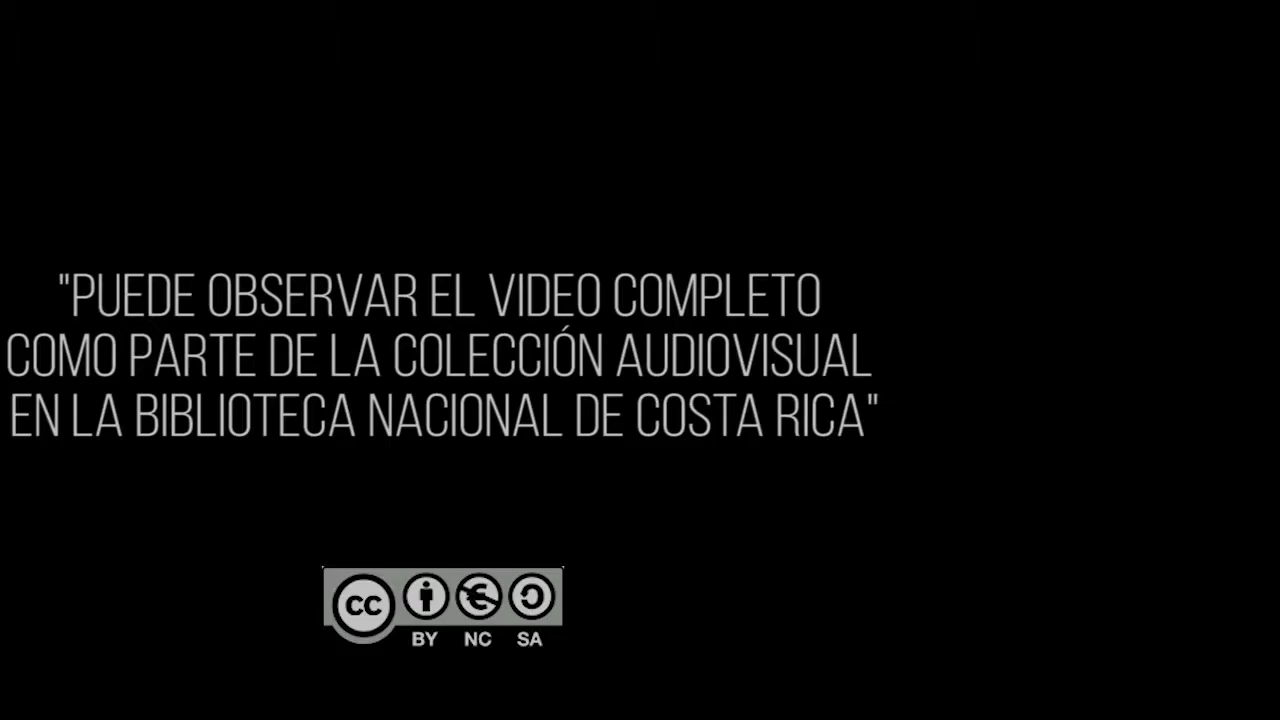 "PUEDE OBSERVAR EL VIDEO COMPLETO
COMO PARTE DE LA COLECCIÓN AUDIOVISUAL
EN LA BIBLIOTECA NACIONAL DE COSTA RICA"
CC
BY NC SA